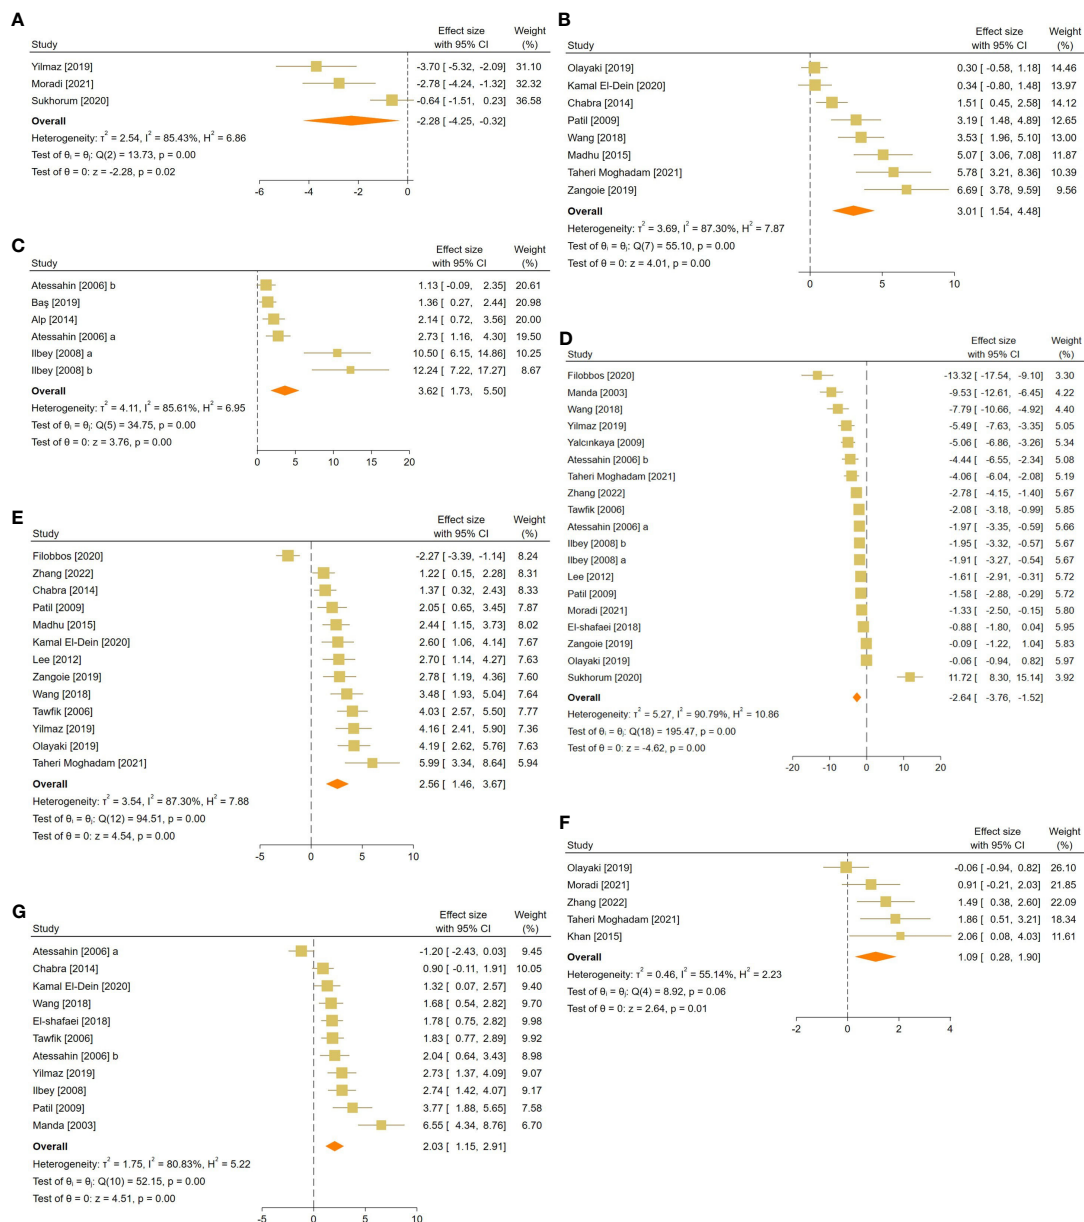 A
Effect size Weight
Study with 95% CI (%)
Yilmaz [2019] -3.70 [ -5.32, -2.09] 31.10
Moradi [2021] -2.78 [ -4.24, -1.32] 32.32
Sukhorum [2020] -0.64 [ -1.51, 0.23] 36.58
Overall -2.28 [ -4.25, -0.32]
Heterogeneity: τ² = 2.54, I² = 85.43%, H² = 6.86
Test of θᵢ = θⱼ: Q(2) = 13.73, p = 0.00
Test of θ = 0: z = -2.28, p = 0.02
-6 -4 -2 0
B
Effect size Weight
Study with 95% CI (%)
Olayaki [2019] 0.30 [ -0.58, 1.18] 14.46
Kamal El-Dein [2020] 0.34 [ -0.80, 1.48] 13.97
Chabra [2014] 1.51 [ 0.45, 2.58] 14.12
Patil [2009] 3.19 [ 1.48, 4.89] 12.65
Wang [2018] 3.53 [ 1.96, 5.10] 13.00
Madhu [2015] 5.07 [ 3.06, 7.08] 11.87
Taheri Moghadam [2021] 5.78 [ 3.21, 8.36] 10.39
Zangoie [2019] 6.69 [ 3.78, 9.59] 9.56
Overall 3.01 [ 1.54, 4.48]
Heterogeneity: τ² = 3.69, I² = 87.30%, H² = 7.87
Test of θᵢ = θⱼ: Q(7) = 55.10, p = 0.00
Test of θ = 0: z = 4.01, p = 0.00
0 5 10
C
Effect size Weight
Study with 95% CI (%)
Atessahin [2006] b 1.13 [ -0.09, 2.35] 20.61
Baş [2019] 1.36 [ 0.27, 2.44] 20.98
Alp [2014] 2.14 [ 0.72, 3.56] 20.00
Atessahin [2006] a 2.73 [ 1.16, 4.30] 19.50
Ilbey [2008] a 10.50 [ 6.15, 14.86] 10.25
Ilbey [2008] b 12.24 [ 7.22, 17.27] 8.67
Overall 3.62 [ 1.73, 5.50]
Heterogeneity: τ² = 4.11, I² = 85.61%, H² = 6.95
Test of θᵢ = θⱼ: Q(5) = 34.75, p = 0.00
Test of θ = 0: z = 3.76, p = 0.00
0 5 10 15 20
D
Effect size Weight
Study with 95% CI (%)
Filobbos [2020] -13.32 [ -17.54, -9.10] 3.30
Manda [2003] -9.53 [ -12.61, -6.45] 4.22
Wang [2018] -7.79 [ -10.66, -4.92] 4.40
Yilmaz [2019] -5.49 [ -7.63, -3.35] 5.05
Yalcınkaya [2009] -5.06 [ -6.86, -3.26] 5.34
Atessahin [2006] b -4.44 [ -6.55, -2.34] 5.08
Taheri Moghadam [2021] -4.06 [ -6.04, -2.08] 5.19
Zhang [2022] -2.78 [ -4.15, -1.40] 5.67
Tawfik [2006] -2.08 [ -3.18, -0.99] 5.85
Atessahin [2006] a -1.97 [ -3.35, -0.59] 5.66
Ilbey [2008] b -1.95 [ -3.32, -0.57] 5.67
Ilbey [2008] a -1.91 [ -3.27, -0.54] 5.67
Lee [2012] -1.61 [ -2.91, -0.31] 5.72
Patil [2009] -1.58 [ -2.88, -0.29] 5.72
Moradi [2021] -1.33 [ -2.50, -0.15] 5.80
El-shafaei [2018] -0.88 [ -1.80, 0.04] 5.95
Zangoie [2019] -0.09 [ -1.22, 1.04] 5.83
Olayaki [2019] -0.06 [ -0.94, 0.82] 5.97
Sukhorum [2020] 11.72 [ 8.30, 15.14] 3.92
Overall -2.64 [ -3.76, -1.52]
Heterogeneity: τ² = 5.27, I² = 90.79%, H² = 10.86
Test of θᵢ = θⱼ: Q(18) = 195.47, p = 0.00
Test of θ = 0: z = -4.62, p = 0.00
-20 -10 0 10 20
E
Effect size Weight
Study with 95% CI (%)
Filobbos [2020] -2.27 [ -3.39, -1.14] 8.24
Zhang [2022] 1.22 [ 0.15, 2.28] 8.31
Chabra [2014] 1.37 [ 0.32, 2.43] 8.33
Patil [2009] 2.05 [ 0.65, 3.45] 7.87
Madhu [2015] 2.44 [ 1.15, 3.73] 8.02
Kamal El-Dein [2020] 2.60 [ 1.06, 4.14] 7.67
Lee [2012] 2.70 [ 1.14, 4.27] 7.63
Zangoie [2019] 2.78 [ 1.19, 4.36] 7.60
Wang [2018] 3.48 [ 1.93, 5.04] 7.64
Tawfik [2006] 4.03 [ 2.57, 5.50] 7.77
Yilmaz [2019] 4.16 [ 2.41, 5.90] 7.36
Olayaki [2019] 4.19 [ 2.62, 5.76] 7.63
Taheri Moghadam [2021] 5.99 [ 3.34, 8.64] 5.94
Overall 2.56 [ 1.46, 3.67]
Heterogeneity: τ² = 3.54, I² = 87.30%, H² = 7.88
Test of θᵢ = θⱼ: Q(12) = 94.51, p = 0.00
Test of θ = 0: z = 4.54, p = 0.00
-5 0 5 10
F
Effect size Weight
Study with 95% CI (%)
Olayaki [2019] -0.06 [ -0.94, 0.82] 26.10
Moradi [2021] 0.91 [ -0.21, 2.03] 21.85
Zhang [2022] 1.49 [ 0.38, 2.60] 22.09
Taheri Moghadam [2021] 1.86 [ 0.51, 3.21] 18.34
Khan [2015] 2.06 [ 0.08, 4.03] 11.61
Overall 1.09 [ 0.28, 1.90]
Heterogeneity: τ² = 0.46, I² = 55.14%, H² = 2.23
Test of θᵢ = θⱼ: Q(4) = 8.92, p = 0.06
Test of θ = 0: z = 2.64, p = 0.01
-2 0 2 4
G
Effect size Weight
Study with 95% CI (%)
Atessahin [2006] a -1.20 [ -2.43, 0.03] 9.45
Chabra [2014] 0.90 [ -0.11, 1.91] 10.05
Kamal El-Dein [2020] 1.32 [ 0.07, 2.57] 9.40
Wang [2018] 1.68 [ 0.54, 2.82] 9.70
El-shafaei [2018] 1.78 [ 0.75, 2.82] 9.98
Tawfik [2006] 1.83 [ 0.77, 2.89] 9.92
Atessahin [2006] b 2.04 [ 0.64, 3.43] 8.98
Yilmaz [2019] 2.73 [ 1.37, 4.09] 9.07
Ilbey [2008] 2.74 [ 1.42, 4.07] 9.17
Patil [2009] 3.77 [ 1.88, 5.65] 7.58
Manda [2003] 6.55 [ 4.34, 8.76] 6.70
Overall 2.03 [ 1.15, 2.91]
Heterogeneity: τ² = 1.75, I² = 80.83%, H² = 5.22
Test of θᵢ = θⱼ: Q(10) = 52.15, p = 0.00
Test of θ = 0: z = 4.51, p = 0.00
-5 0 5 10